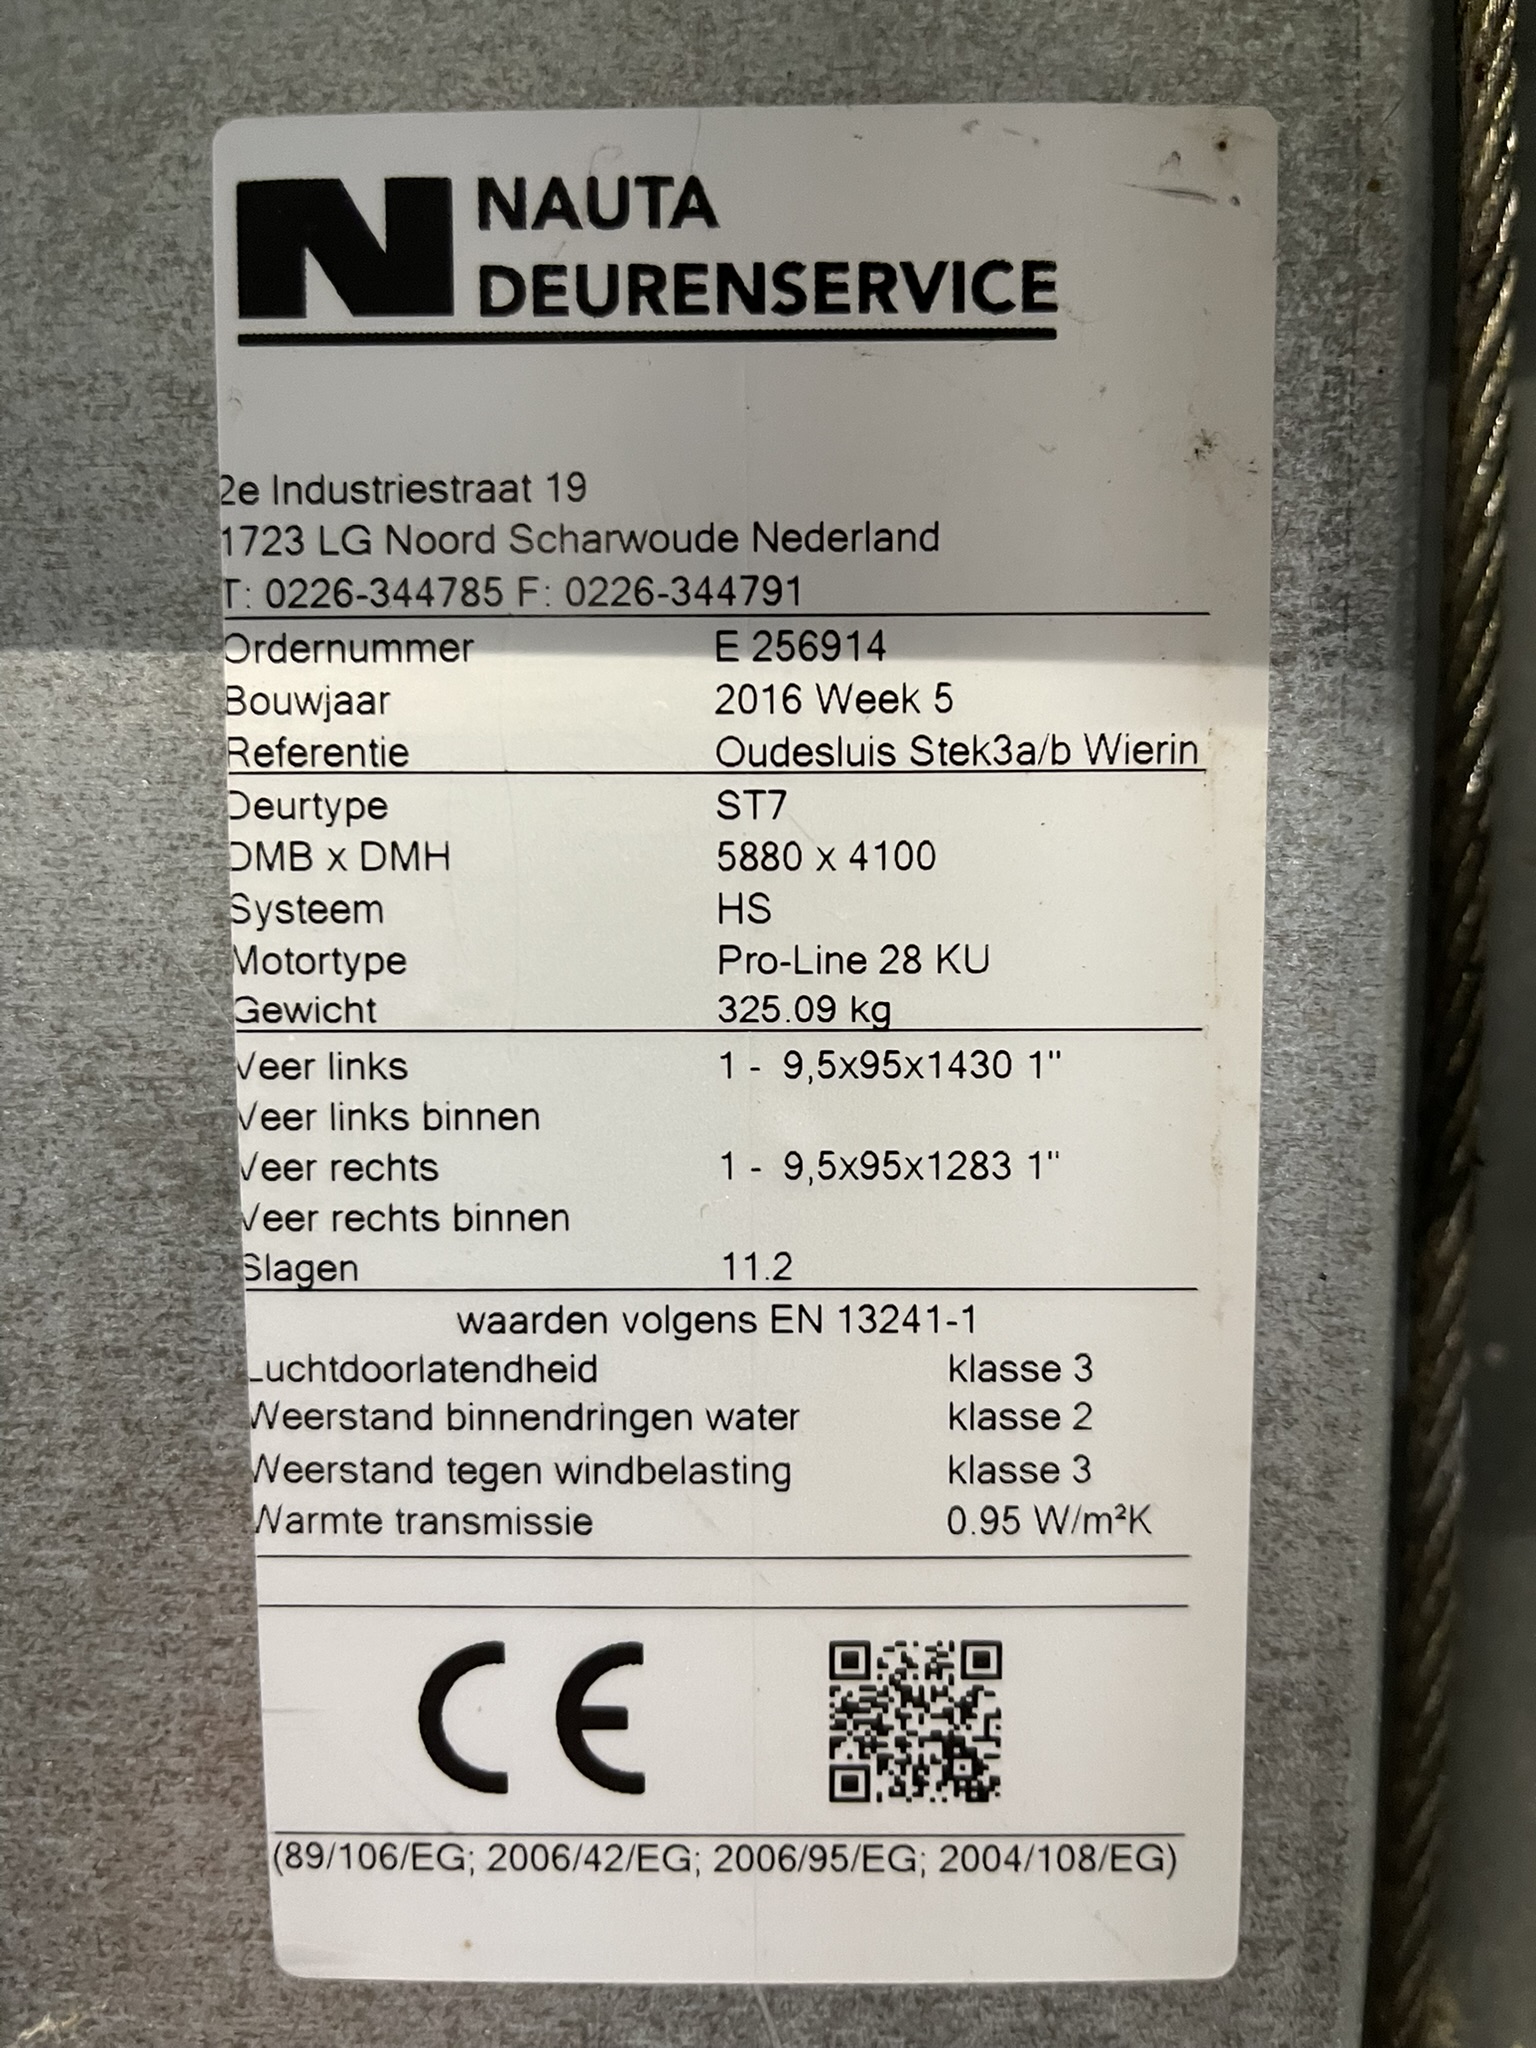 N NAUTA
DEURENSERVICE
2e Industriestraat 19
1723 LG Noord Scharwoude Nederland
T: 0226-344785 F: 0226-344791
Ordernummer E 256914
Bouwjaar 2016 Week 5
Referentie Oudesluis Stek3a/b Wierin
Deurtype ST7
DMB x DMH 5880 x 4100
Systeem HS
Motortype Pro-Line 28 KU
Gewicht 325.09 kg
Veer links 1 - 9,5x95x1430 1"
Veer links binnen
Veer rechts 1 - 9,5x95x1283 1"
Veer rechts binnen
Slagen 11.2
waarden volgens EN 13241-1
Luchtdoorlatendheid klasse 3
Weerstand binnendringen water klasse 2
Weerstand tegen windbelasting klasse 3
Warmte transmissie 0.95 W/m²K
CE
(89/106/EG; 2006/42/EG; 2006/95/EG; 2004/108/EG)